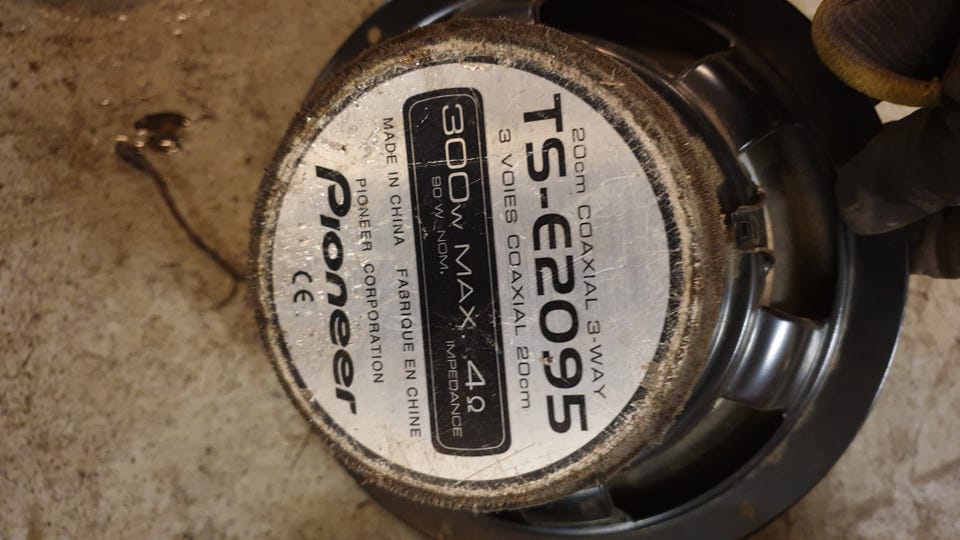 TS-E2095
20cm COAXIAL 3-WAY
3 VOIES COAXIAL 20cm
300w MAX. 4Ω
90W NOM. IMPEDANCE
MADE IN CHINA FABRIQUE EN CHINE
PIONEER CORPORATION
Pioneer
CE